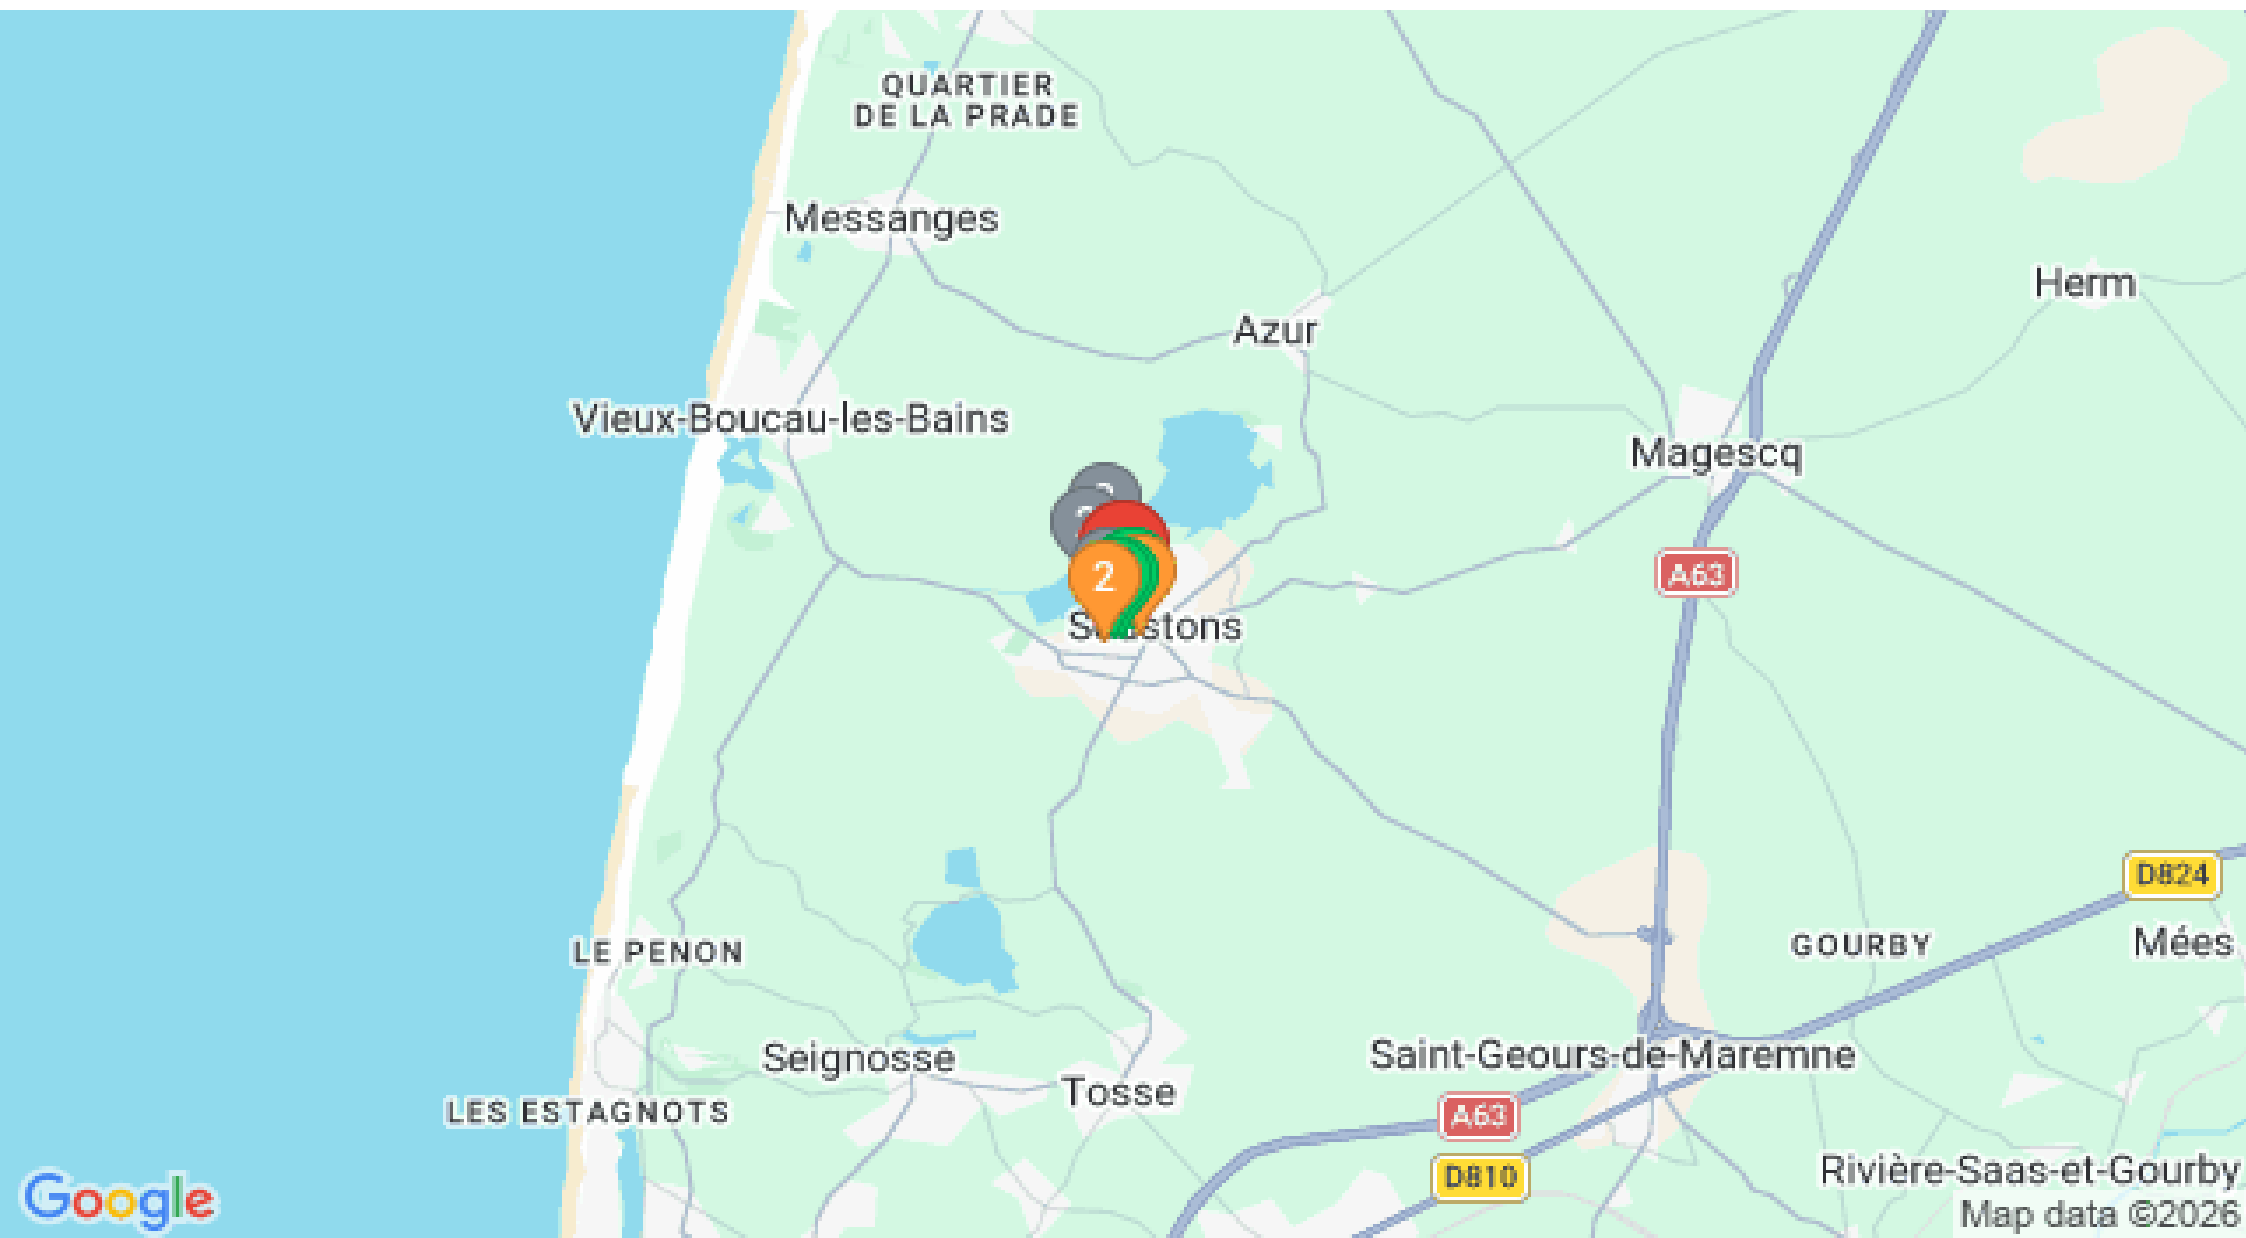 QUARTIER
DE LA PRADE
Messanges
Herm
Azur
Vieux-Boucau-les-Bains
Magescq
A63
2
D824
LE PENON
GOURBY
Mées
Seignosse
Saint-Geours-de-Maremne
Tosse
LES ESTAGNOTS
A63
D810
Rivière-Saas-et-Gourby
Google
Map data ©2026